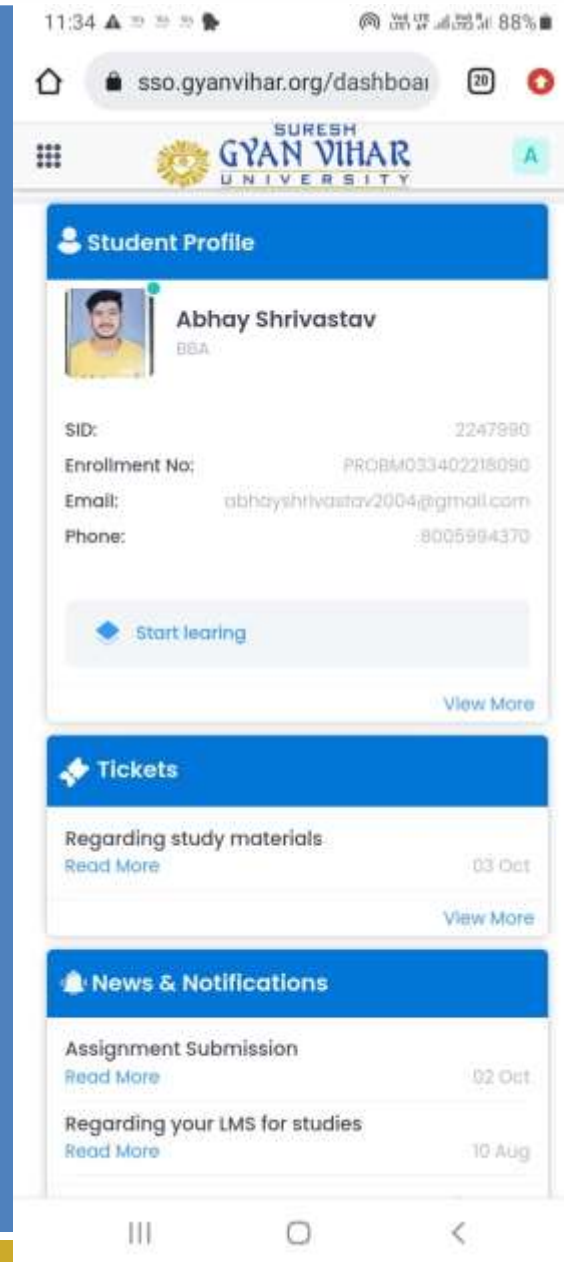 11:34 88%
sso.gyanvihar.org/dashboar 20
SURESH
GYAN VIHAR
UNIVERSITY
A
Student Profile
Abhay Shrivastav
BBA
SID: 2247990
Enrollment No: PROBM033402218090
Email: abhayshrivastav2004@gmail.com
Phone: 8005994370
Start learing
View More
Tickets
Regarding study materials
Read More 03 Oct
View More
News & Notifications
Assignment Submission
Read More 02 Oct
Regarding your LMS for studies
Read More 10 Aug